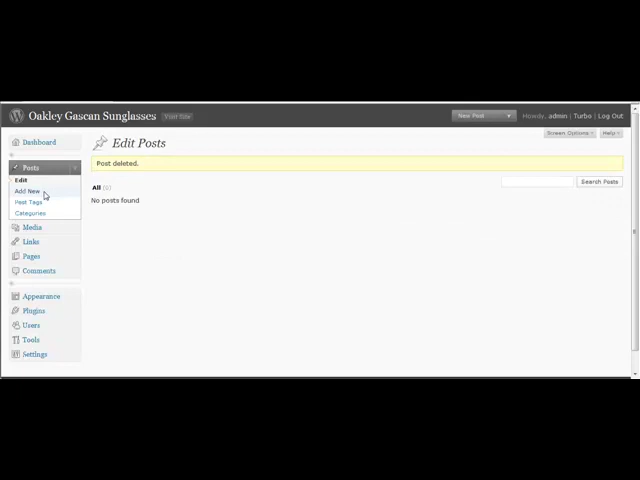 Oakley Gascan Sunglasses Visit Site New Post Howdy, admin | Turbo | Log Out
Screen Options Help
Dashboard
Edit Posts
Posts
Post deleted.
Edit
All (0) Search Posts
Add New
No posts found
Post Tags
Categories
Media
Links
Pages
Comments
Appearance
Plugins
Users
Tools
Settings